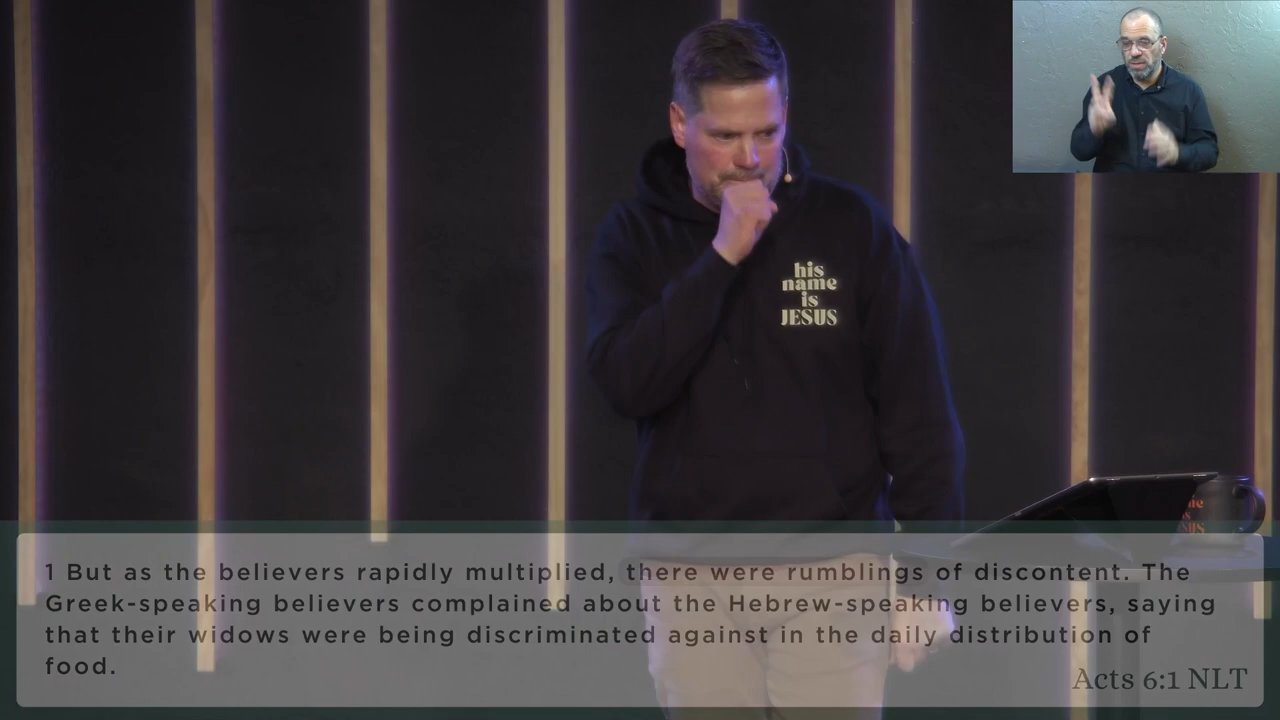 his
name
is
JESUS
1 But as the believers rapidly multiplied, there were rumblings of discontent. The
Greek-speaking believers complained about the Hebrew-speaking believers, saying
that their widows were being discriminated against in the daily distribution of
food.
Acts 6:1 NLT